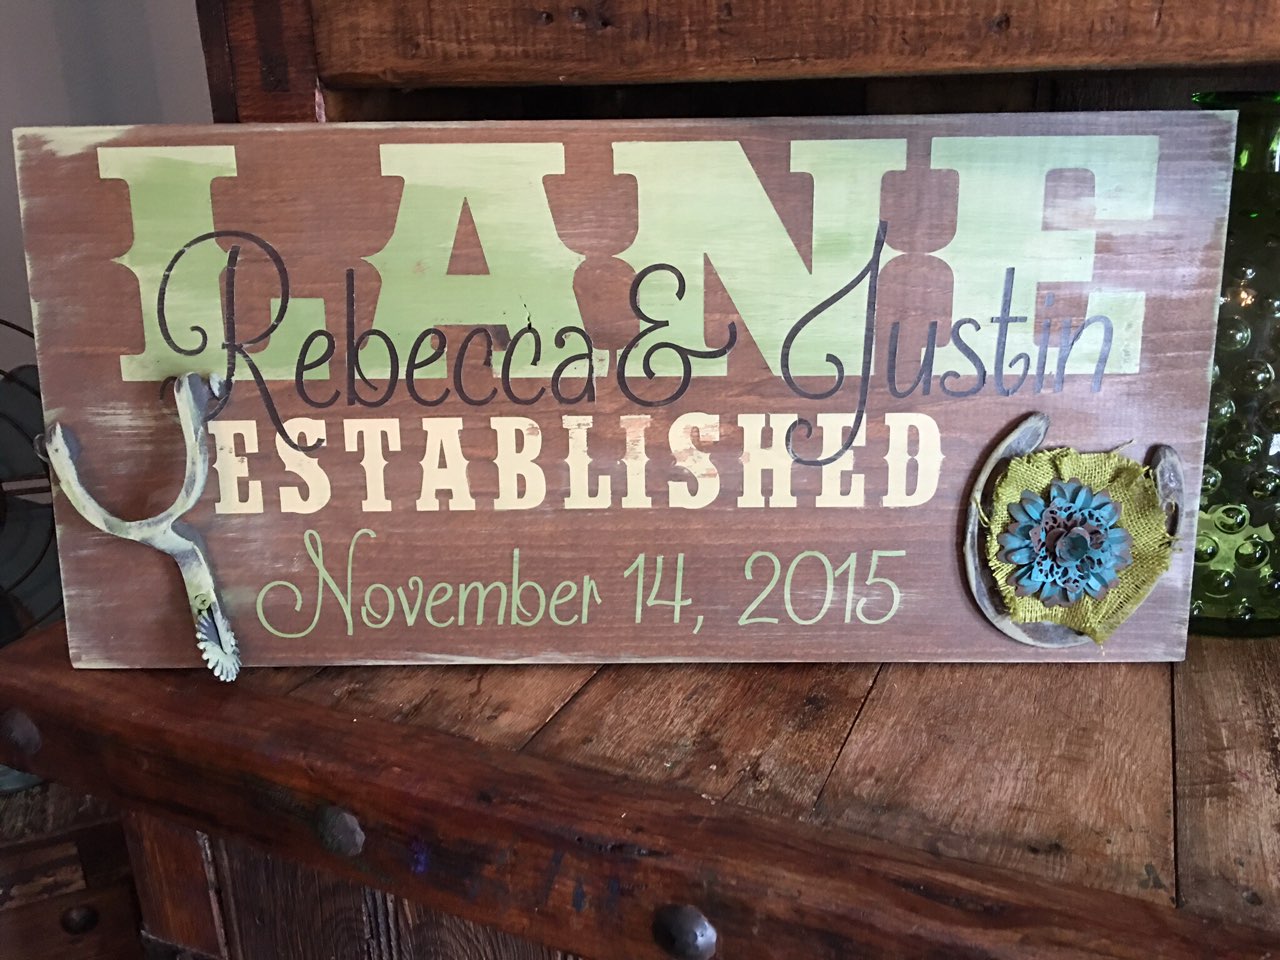 LANE
Rebecca & Justin
ESTABLISHED
November 14, 2015